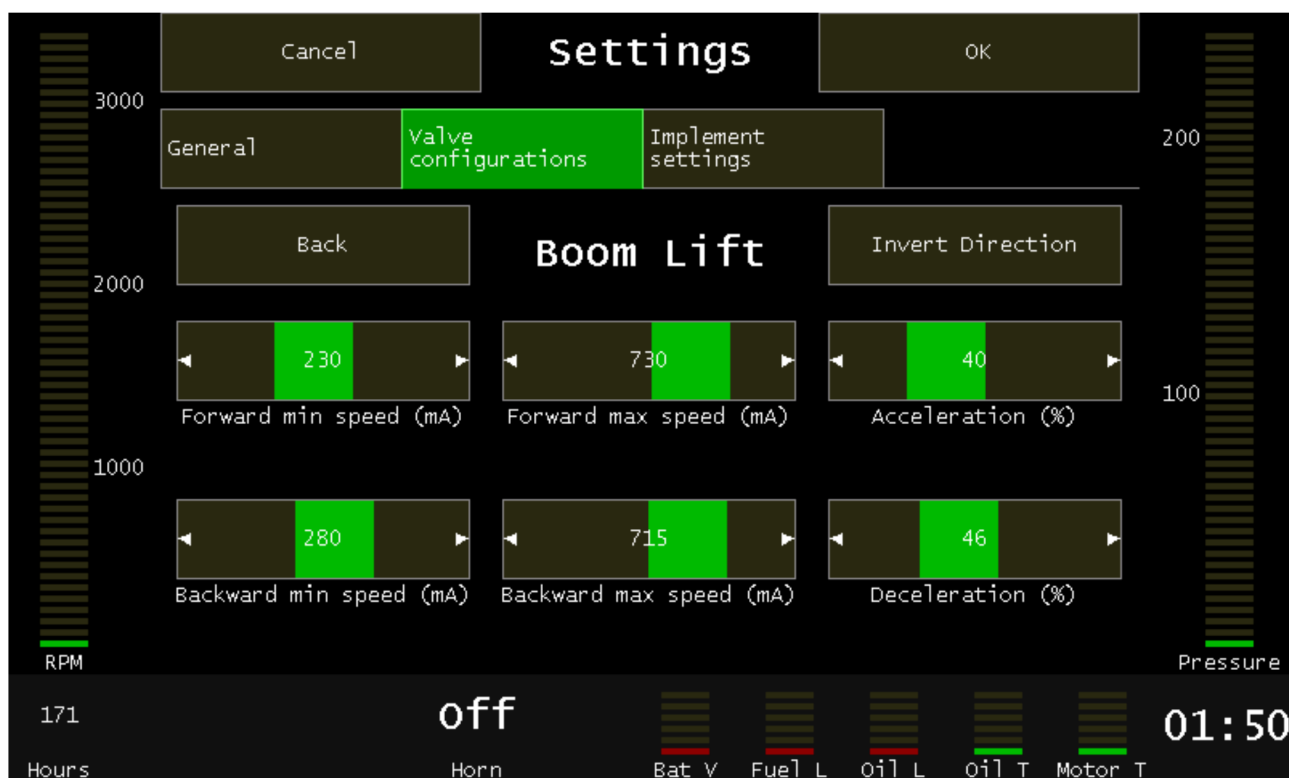 Cancel
Settings
OK
3000
General
Valve
configurations
Implement
settings
200
Back
Boom Lift
Invert Direction
2000
230
730
40
Forward min speed (mA)
Forward max speed (mA)
Acceleration (%)
100
1000
280
715
46
Backward min speed (mA)
Backward max speed (mA)
Deceleration (%)
RPM
Pressure
171
Off
01:50
Hours
Horn
Bat V
Fuel L
Oil L
Oil T
Motor T